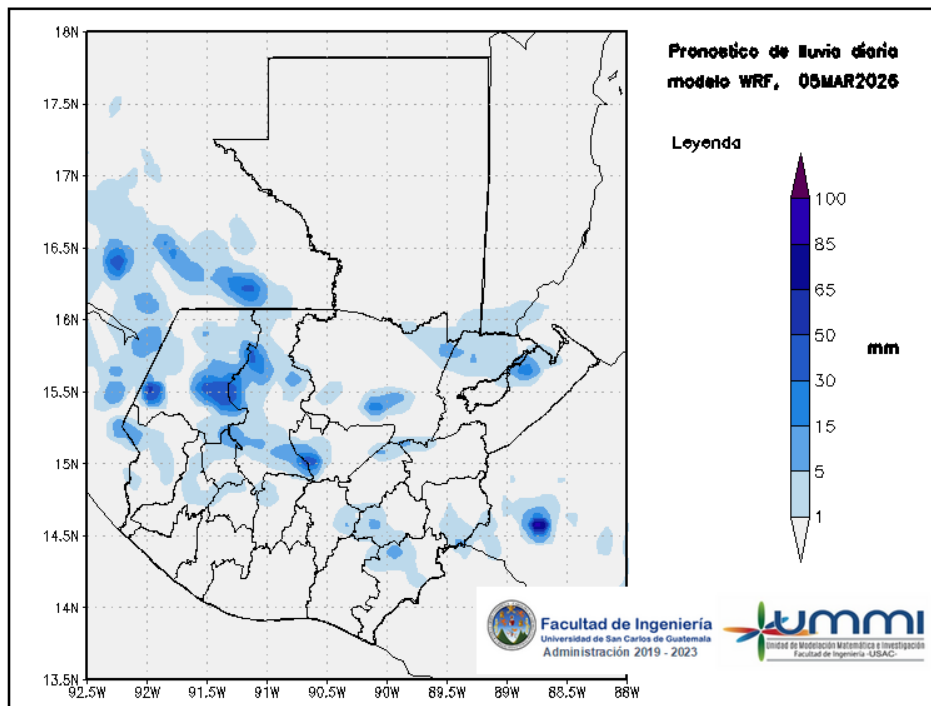 18N
17.5N
17N
16.5N
16N
15.5N
15N
14.5N
14N
13.5N
92.5W
92W
91.5W
91W
90.5W
90W
89.5W
89W
88.5W
88W
Pronostico de lluvia diaria
modelo WRF, 05MAR2026
Leyenda
100
85
65
50
30
15
5
1
mm
Facultad de Ingeniería
Universidad de San Carlos de Guatemala
Administración 2019 - 2023
UMMI
Unidad de Modelación Matemática e Investigación
Facultad de Ingeniería -USAC-